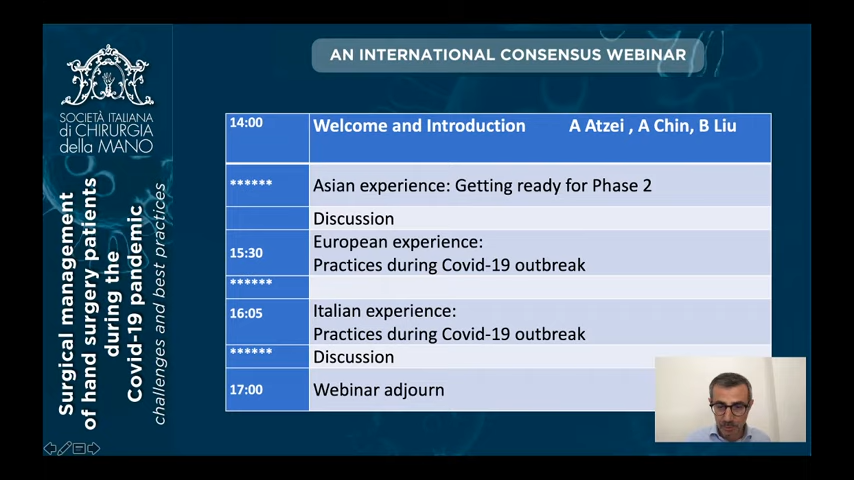 AN INTERNATIONAL CONSENSUS WEBINAR
SOCIETÀ ITALIANA
di CHIRURGIA
della MANO
Surgical management
of hand surgery patients
during the
Covid-19 pandemic
challenges and best practices
14:00 Welcome and Introduction A Atzei , A Chin, B Liu
****** Asian experience: Getting ready for Phase 2
Discussion
15:30 European experience:
Practices during Covid-19 outbreak
******
16:05 Italian experience:
Practices during Covid-19 outbreak
****** Discussion
17:00 Webinar adjourn